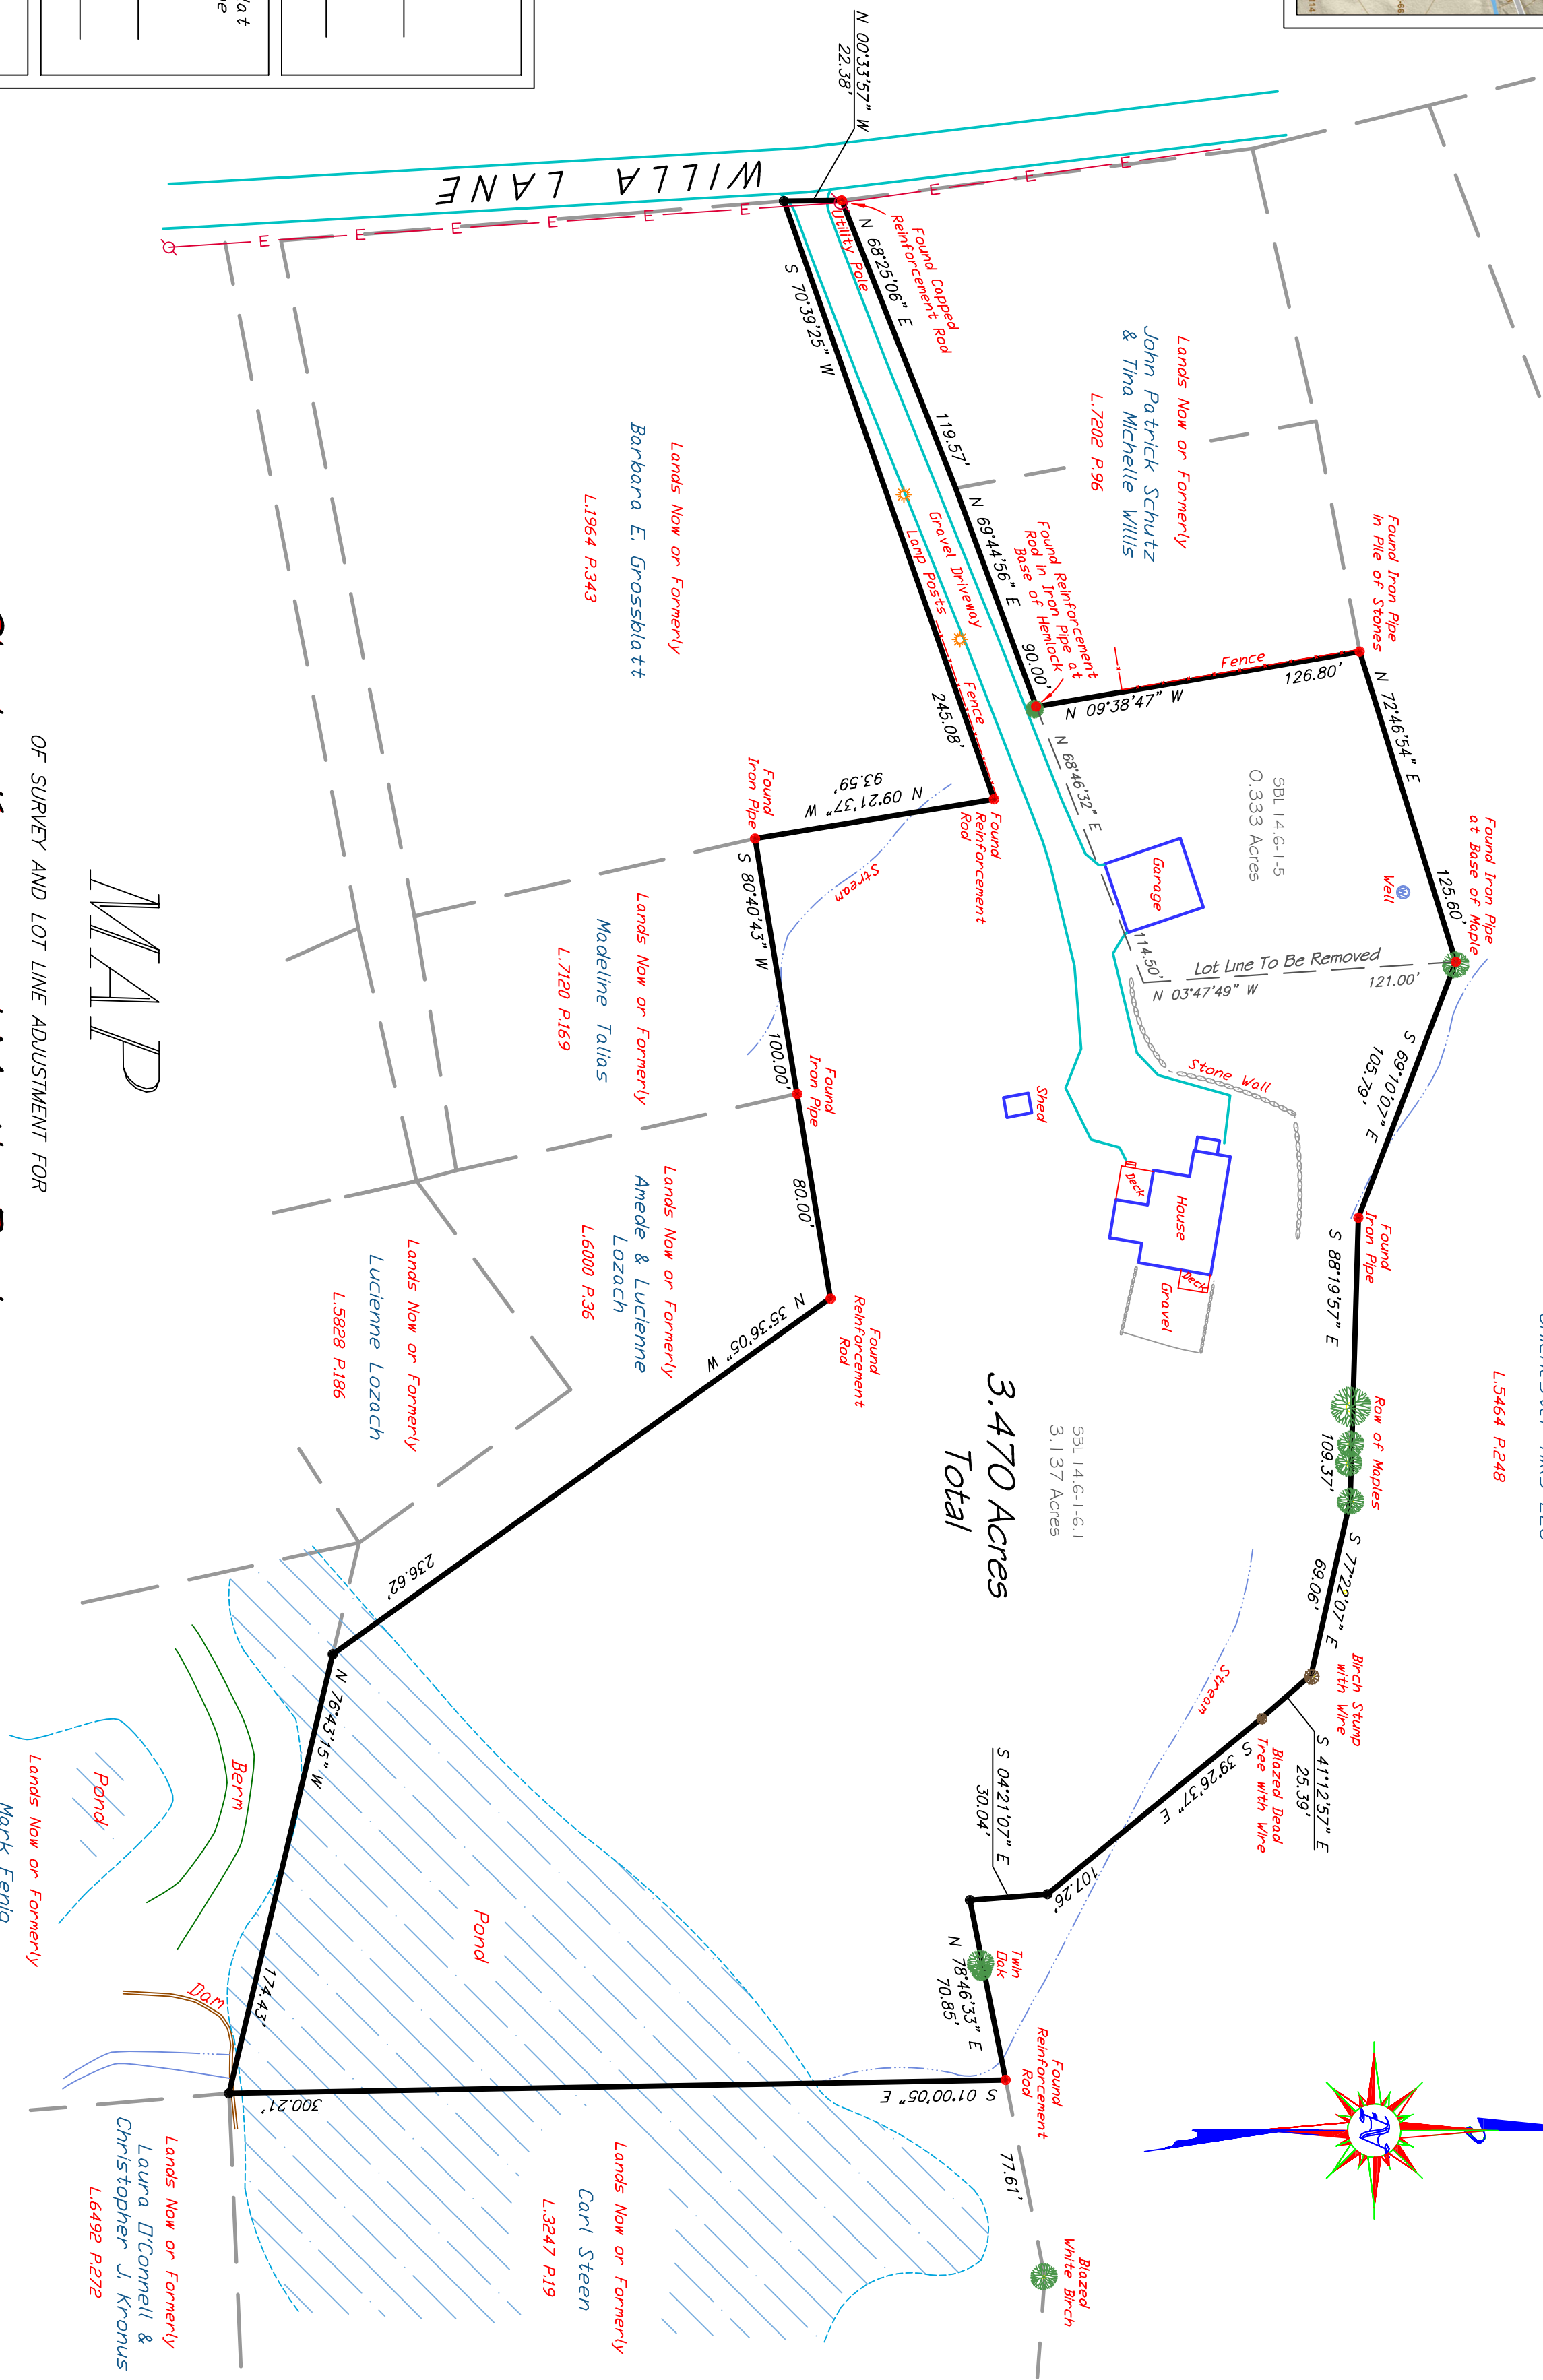 L.5464 P.248
Found Iron Pipe
in Pile of Stones
Found Iron Pipe
at Base of Maple
N 72°46'54" E
125.60'
S 69°10'07" E
105.79'
Found
Iron Pipe
S 88°19'57" E
109.37'
Row of Maples
S 77°22'07" E
69.06'
Birch Stump
with Wire
S 41°12'57" E
25.39'
Blazed Dead
Tree with Wire
S 39°26'37" E
107.26'
S 04°21'07" E
30.04'
Twin
Oak
N 78°46'33" E
70.85'
Found
Reinforcement
Rod
77.61'
Blazed
White Birch
S 01°00'05" E
300.21'
Lands Now or Formerly
John Patrick Schutz
& Tina Michelle Willis
L.7202 P.96
Fence
126.80'
N 09°38'47" W
SBL 14.6-1-5
0.333 Acres
Well
Lot Line To Be Removed
121.00'
N 03°47'49" W
N 68°46'32" E
114.50'
Garage
Stone Wall
Shed
House
Deck
Deck
Gravel
SBL 14.6-1-6.1
3.137 Acres
3.470 Acres
Total
Stream
N 00°33'57" W
22.38'
WILLA LANE
E
E
E
E
E
E
E
E
E
Utility Pole
Found Capped
Reinforcement Rod
N 68°25'06" E
119.57'
N 69°44'56" E
90.00'
Found Reinforcement
Rod in Iron Pipe at
Base of Hemlock
Gravel Driveway
Lamp Posts
Fence
S 70°39'25" W
245.08'
Found
Reinforcement
Rod
N 09°21'37" W
93.59'
Found
Iron Pipe
Stream
S 80°40'43" W
100.00'
Found
Iron Pipe
80.00'
Found
Reinforcement
Rod
N 35°36'05" W
236.62'
N 76°43'15" W
174.43'
Lands Now or Formerly
Barbara E. Grossblatt
L.1964 P.343
Lands Now or Formerly
Madeline Talias
L.7120 P.169
Lands Now or Formerly
Amede & Lucienne
Lozach
L.6000 P.36
Lands Now or Formerly
Lucienne Lozach
L.5828 P.186
Pond
Lands Now or Formerly
Carl Steen
L.3247 P.19
Berm
Pond
Dam
Lands Now or Formerly
Mark Fenig
Lands Now or Formerly
Laura O'Connell &
Christopher J. Kronus
L.6492 P.272
MAP
OF SURVEY AND LOT LINE ADJUSTMENT FOR